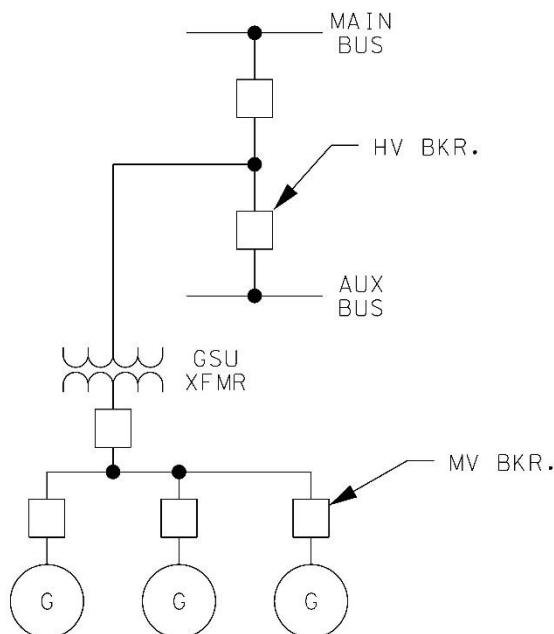 MAIN
BUS
HV BKR.
AUX
BUS
GSU
XFMR
MV BKR.
G
G
G